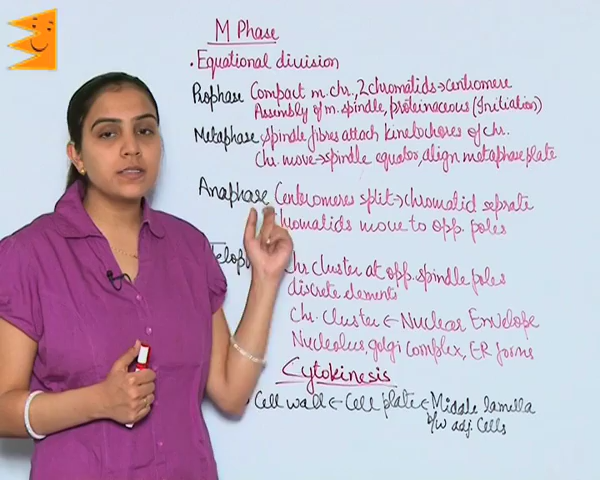 M Phase
. Equational division
Prophase Compact m. chr., 2 chromatids → centromere
Assembly of m. spindle, proteinaceous (Initiation)
Metaphase Spindle fibres attach kinetochores of chr.
Chr. move → spindle equator, align metaphase plate
Anaphase Centromeres split → chromatid seprate
chromatids move to opp. poles
Telop Chr. cluster at opp. spindle poles
discrete elements
Chr. Cluster ← Nuclear Envelope
Nucleolus, golgi complex, ER forms
Cytokinesis
. Cell wall ← Cell plate ← Middle lamella
b/w adj. Cells